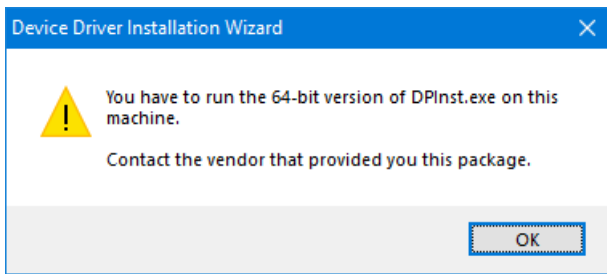 Device Driver Installation Wizard
You have to run the 64-bit version of DPInst.exe on this
machine.
Contact the vendor that provided you this package.
OK